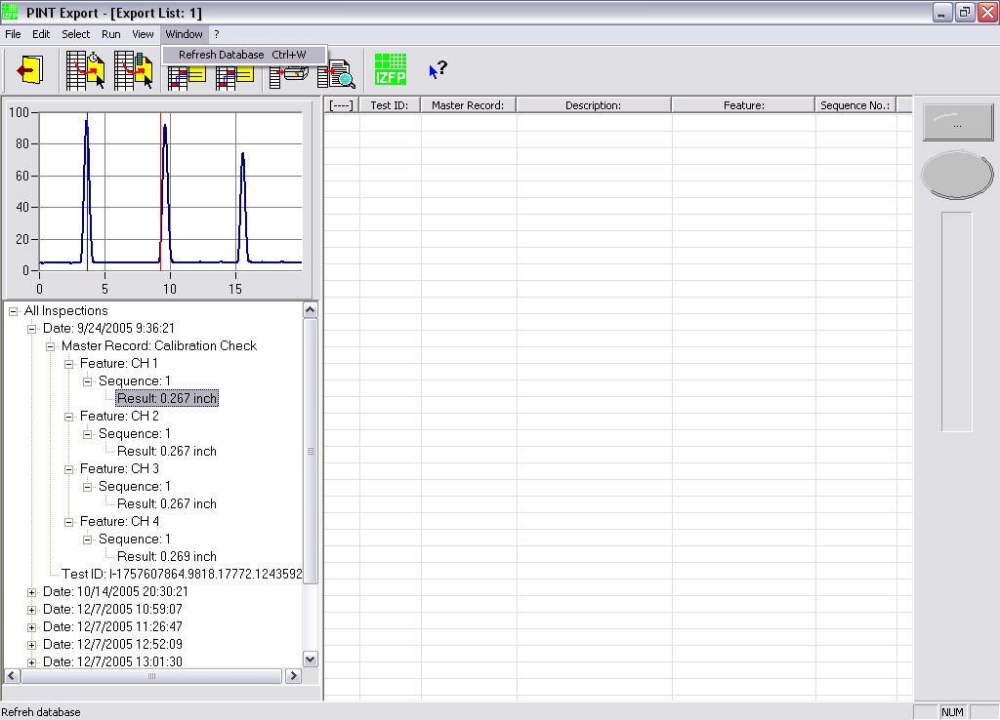 IZFP PINT Export - [Export List: 1]
File Edit Select Run View Window ?
Refresh Database Ctrl+W
IZFP ?
[----] Test ID: Master Record: Description: Feature: Sequence No.:
...
100
80
60
40
20
0
0 5 10 15
All Inspections
Date: 9/24/2005 9:36:21
Master Record: Calibration Check
Feature: CH 1
Sequence: 1
Result: 0.267 inch
Feature: CH 2
Sequence: 1
Result: 0.267 inch
Feature: CH 3
Sequence: 1
Result: 0.267 inch
Feature: CH 4
Sequence: 1
Result: 0.269 inch
Test ID: I-1757607864.9818.17772.1243592
Date: 10/14/2005 20:30:21
Date: 12/7/2005 10:59:07
Date: 12/7/2005 11:26:47
Date: 12/7/2005 12:52:09
Date: 12/7/2005 13:01:30
Refreh database NUM